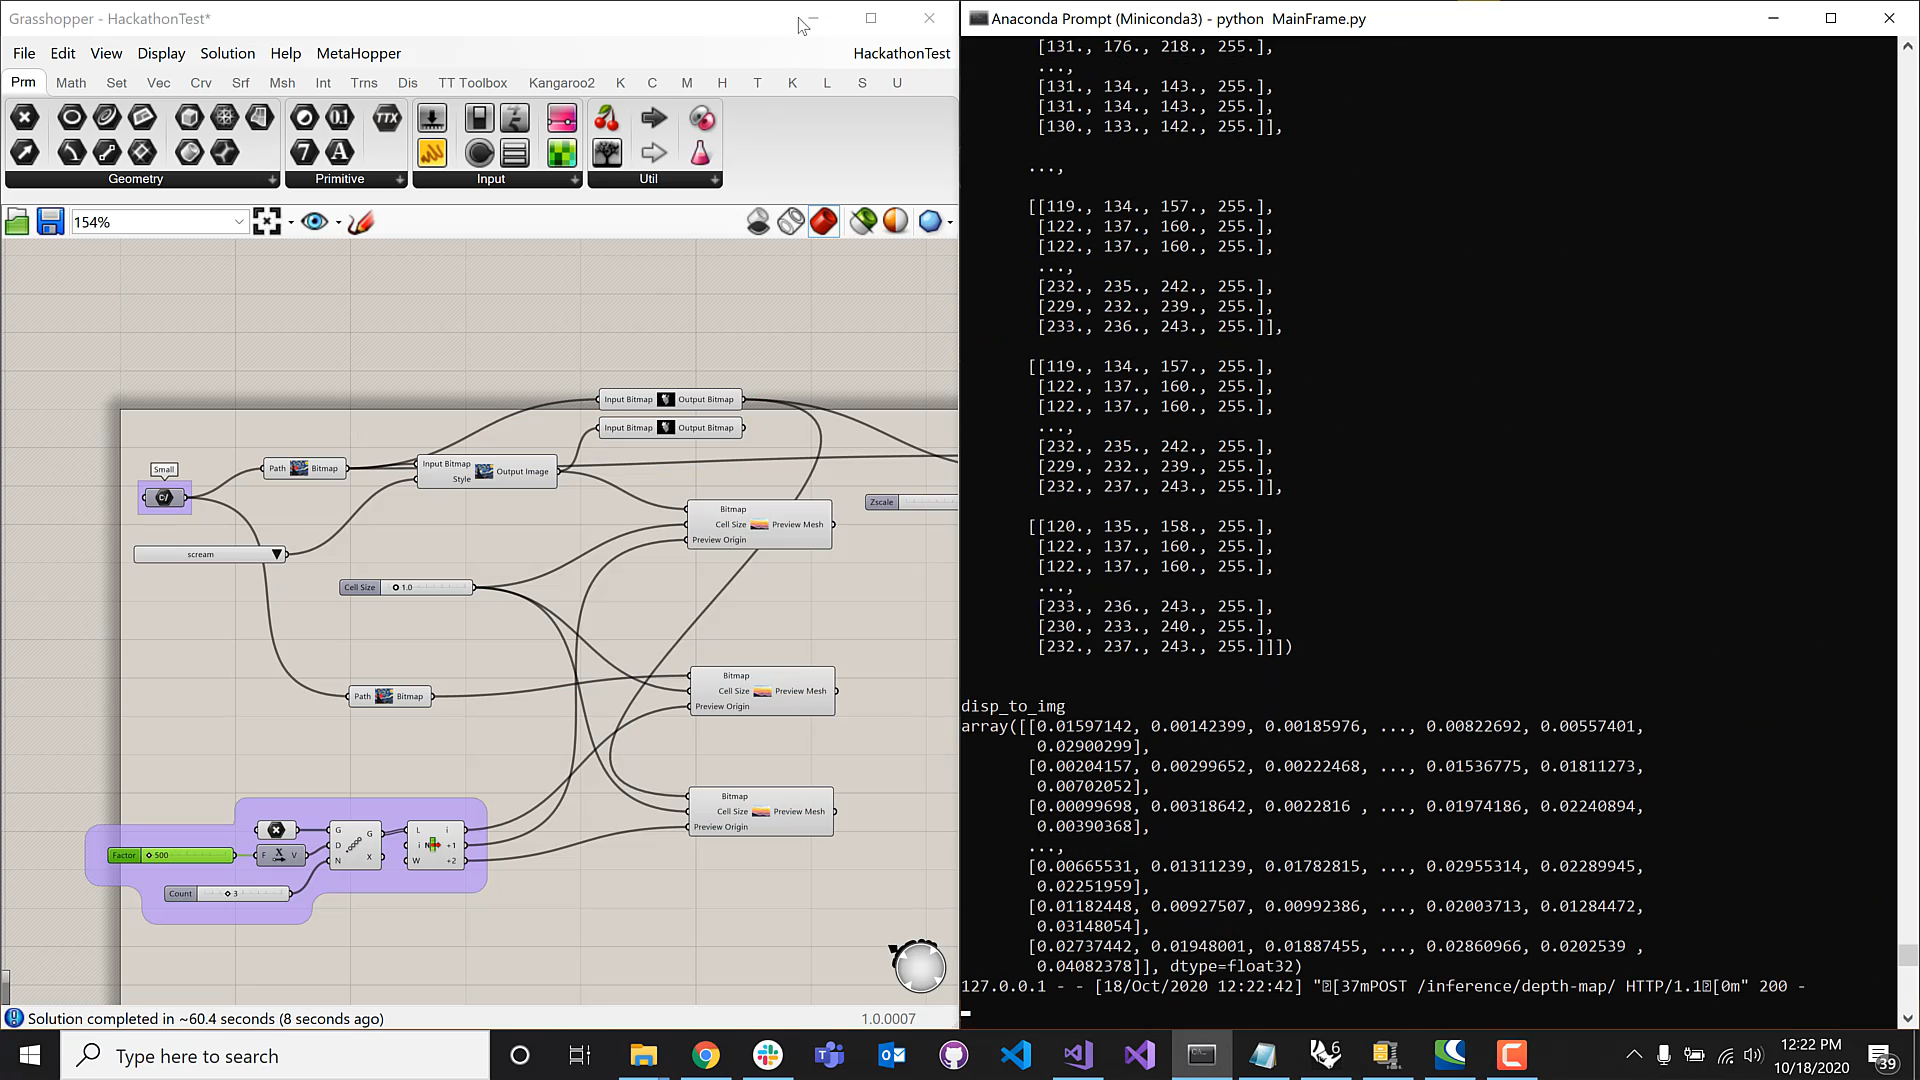 Grasshopper - HackathonTest*
File Edit View Display Solution Help MetaHopper HackathonTest
Prm Math Set Vec Crv Srf Msh Int Trns Dis TT Toolbox Kangaroo2 K C M H T K L S U
Geometry Primitive Input Util
154%
Input Bitmap Output Bitmap
Input Bitmap Output Bitmap
Small
Path Bitmap
Input Bitmap
Style
Output Image
C/
Bitmap
Cell Size
Preview Origin
Preview Mesh
Zscale
scream
Cell Size 1.0
Path Bitmap
Bitmap
Cell Size
Preview Origin
Preview Mesh
Bitmap
Cell Size
Preview Origin
Preview Mesh
Factor 500
F X V
G D N G X
L i W i +1 +2
Count 3
Solution completed in ~60.4 seconds (8 seconds ago) 1.0.0007
Anaconda Prompt (Miniconda3) - python  MainFrame.py
[131., 176., 218., 255.],
...,
[131., 134., 143., 255.],
[131., 134., 143., 255.],
[130., 133., 142., 255.]],
...,
[[119., 134., 157., 255.],
[122., 137., 160., 255.],
[122., 137., 160., 255.],
...,
[232., 235., 242., 255.],
[229., 232., 239., 255.],
[233., 236., 243., 255.]],
[[119., 134., 157., 255.],
[122., 137., 160., 255.],
[122., 137., 160., 255.],
...,
[232., 235., 242., 255.],
[229., 232., 239., 255.],
[232., 237., 243., 255.]],
[[120., 135., 158., 255.],
[122., 137., 160., 255.],
[122., 137., 160., 255.],
...,
[233., 236., 243., 255.],
[230., 233., 240., 255.],
[232., 237., 243., 255.]]])
disp_to_img
array([[0.01597142, 0.00142399, 0.00185976, ..., 0.00822692, 0.00557401,
0.02900299],
[0.00204157, 0.00299652, 0.00222468, ..., 0.01536775, 0.01811273,
0.00702052],
[0.00099698, 0.00318642, 0.0022816 , ..., 0.01974186, 0.02240894,
0.00390368],
...,
[0.00665531, 0.01311239, 0.01782815, ..., 0.02955314, 0.02289945,
0.02251959],
[0.01182448, 0.00927507, 0.00992386, ..., 0.02003713, 0.01284472,
0.03148054],
[0.02737442, 0.01948001, 0.01887455, ..., 0.02860966, 0.0202539 ,
0.04082378]], dtype=float32)
127.0.0.1 - - [18/Oct/2020 12:22:42] "[37mPOST /inference/depth-map/ HTTP/1.1[0m" 200 -
Type here to search
12:22 PM
10/18/2020
39